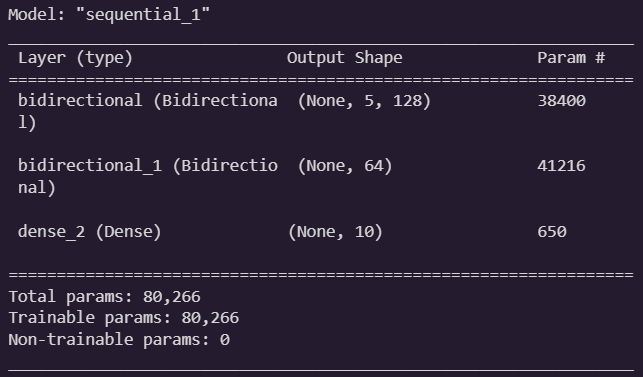 Model: "sequential_1"
_________________________________________________________________
Layer (type) Output Shape Param #
=================================================================
bidirectional (Bidirectiona (None, 5, 128) 38400
l)
bidirectional_1 (Bidirectio (None, 64) 41216
nal)
dense_2 (Dense) (None, 10) 650
=================================================================
Total params: 80,266
Trainable params: 80,266
Non-trainable params: 0
_________________________________________________________________